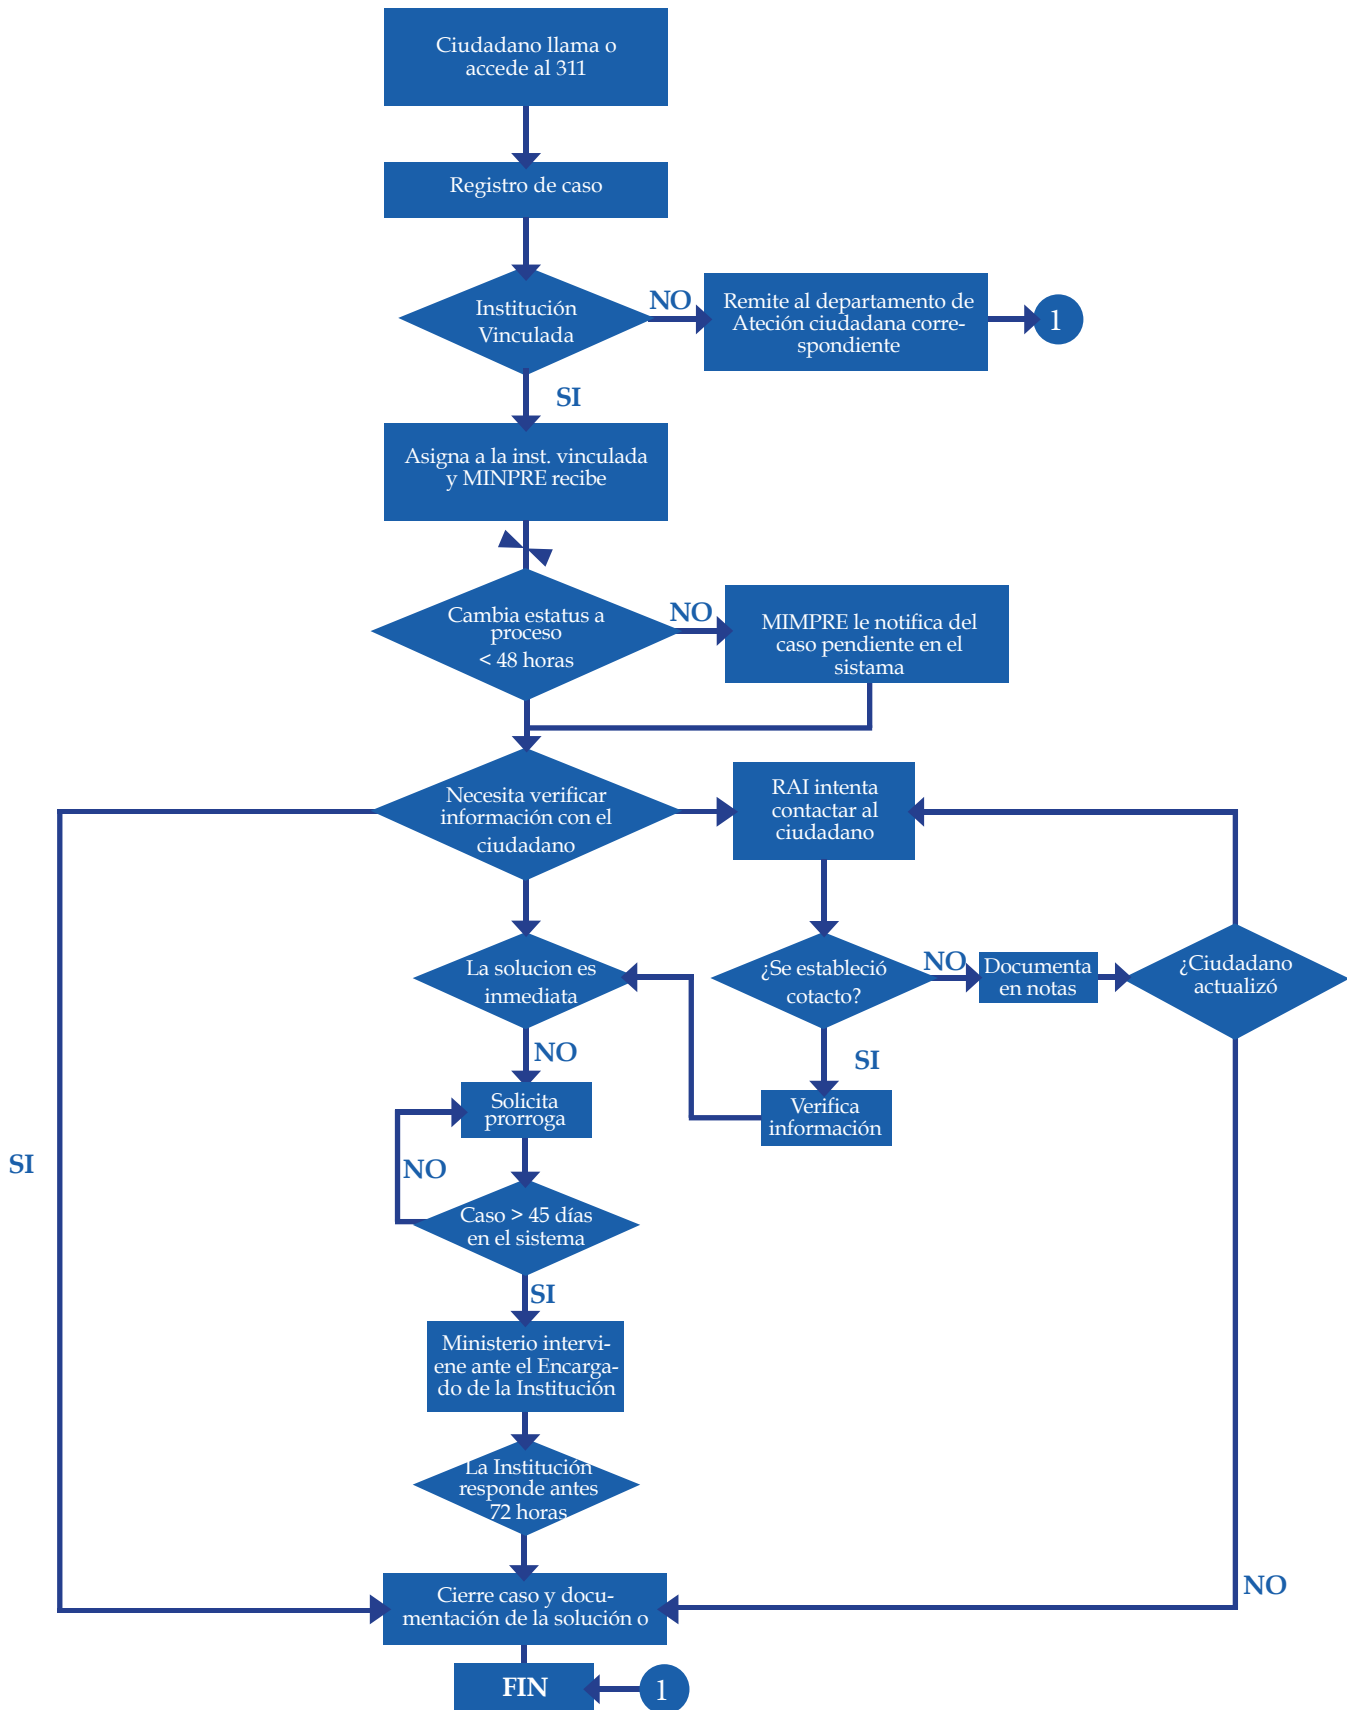 Ciudadano llama o
accede al 311
Registro de caso
Institución
Vinculada
NO
Remite al departamento de
Ateción ciudadana corre-
spondiente
1
SI
Asigna a la inst. vinculada
y MINPRE recibe
Cambia estatus a
proceso
< 48 horas
NO
MIMPRE le notifica del
caso pendiente en el
sistama
Necesita verificar
información con el
ciudadano
RAI intenta
contactar al
ciudadano
La solucion es
inmediata
¿Se estableció
cotacto?
NO
Documenta
en notas
¿Ciudadano
actualizó
NO
SI
Solicita
prorroga
Verifica
información
SI
NO
Caso > 45 días
en el sistema
SI
Ministerio intervi-
ene ante el Encarga-
do de la Institución
La Institución
responde antes
72 horas
NO
Cierre caso y docu-
mentación de la solución o
FIN
1